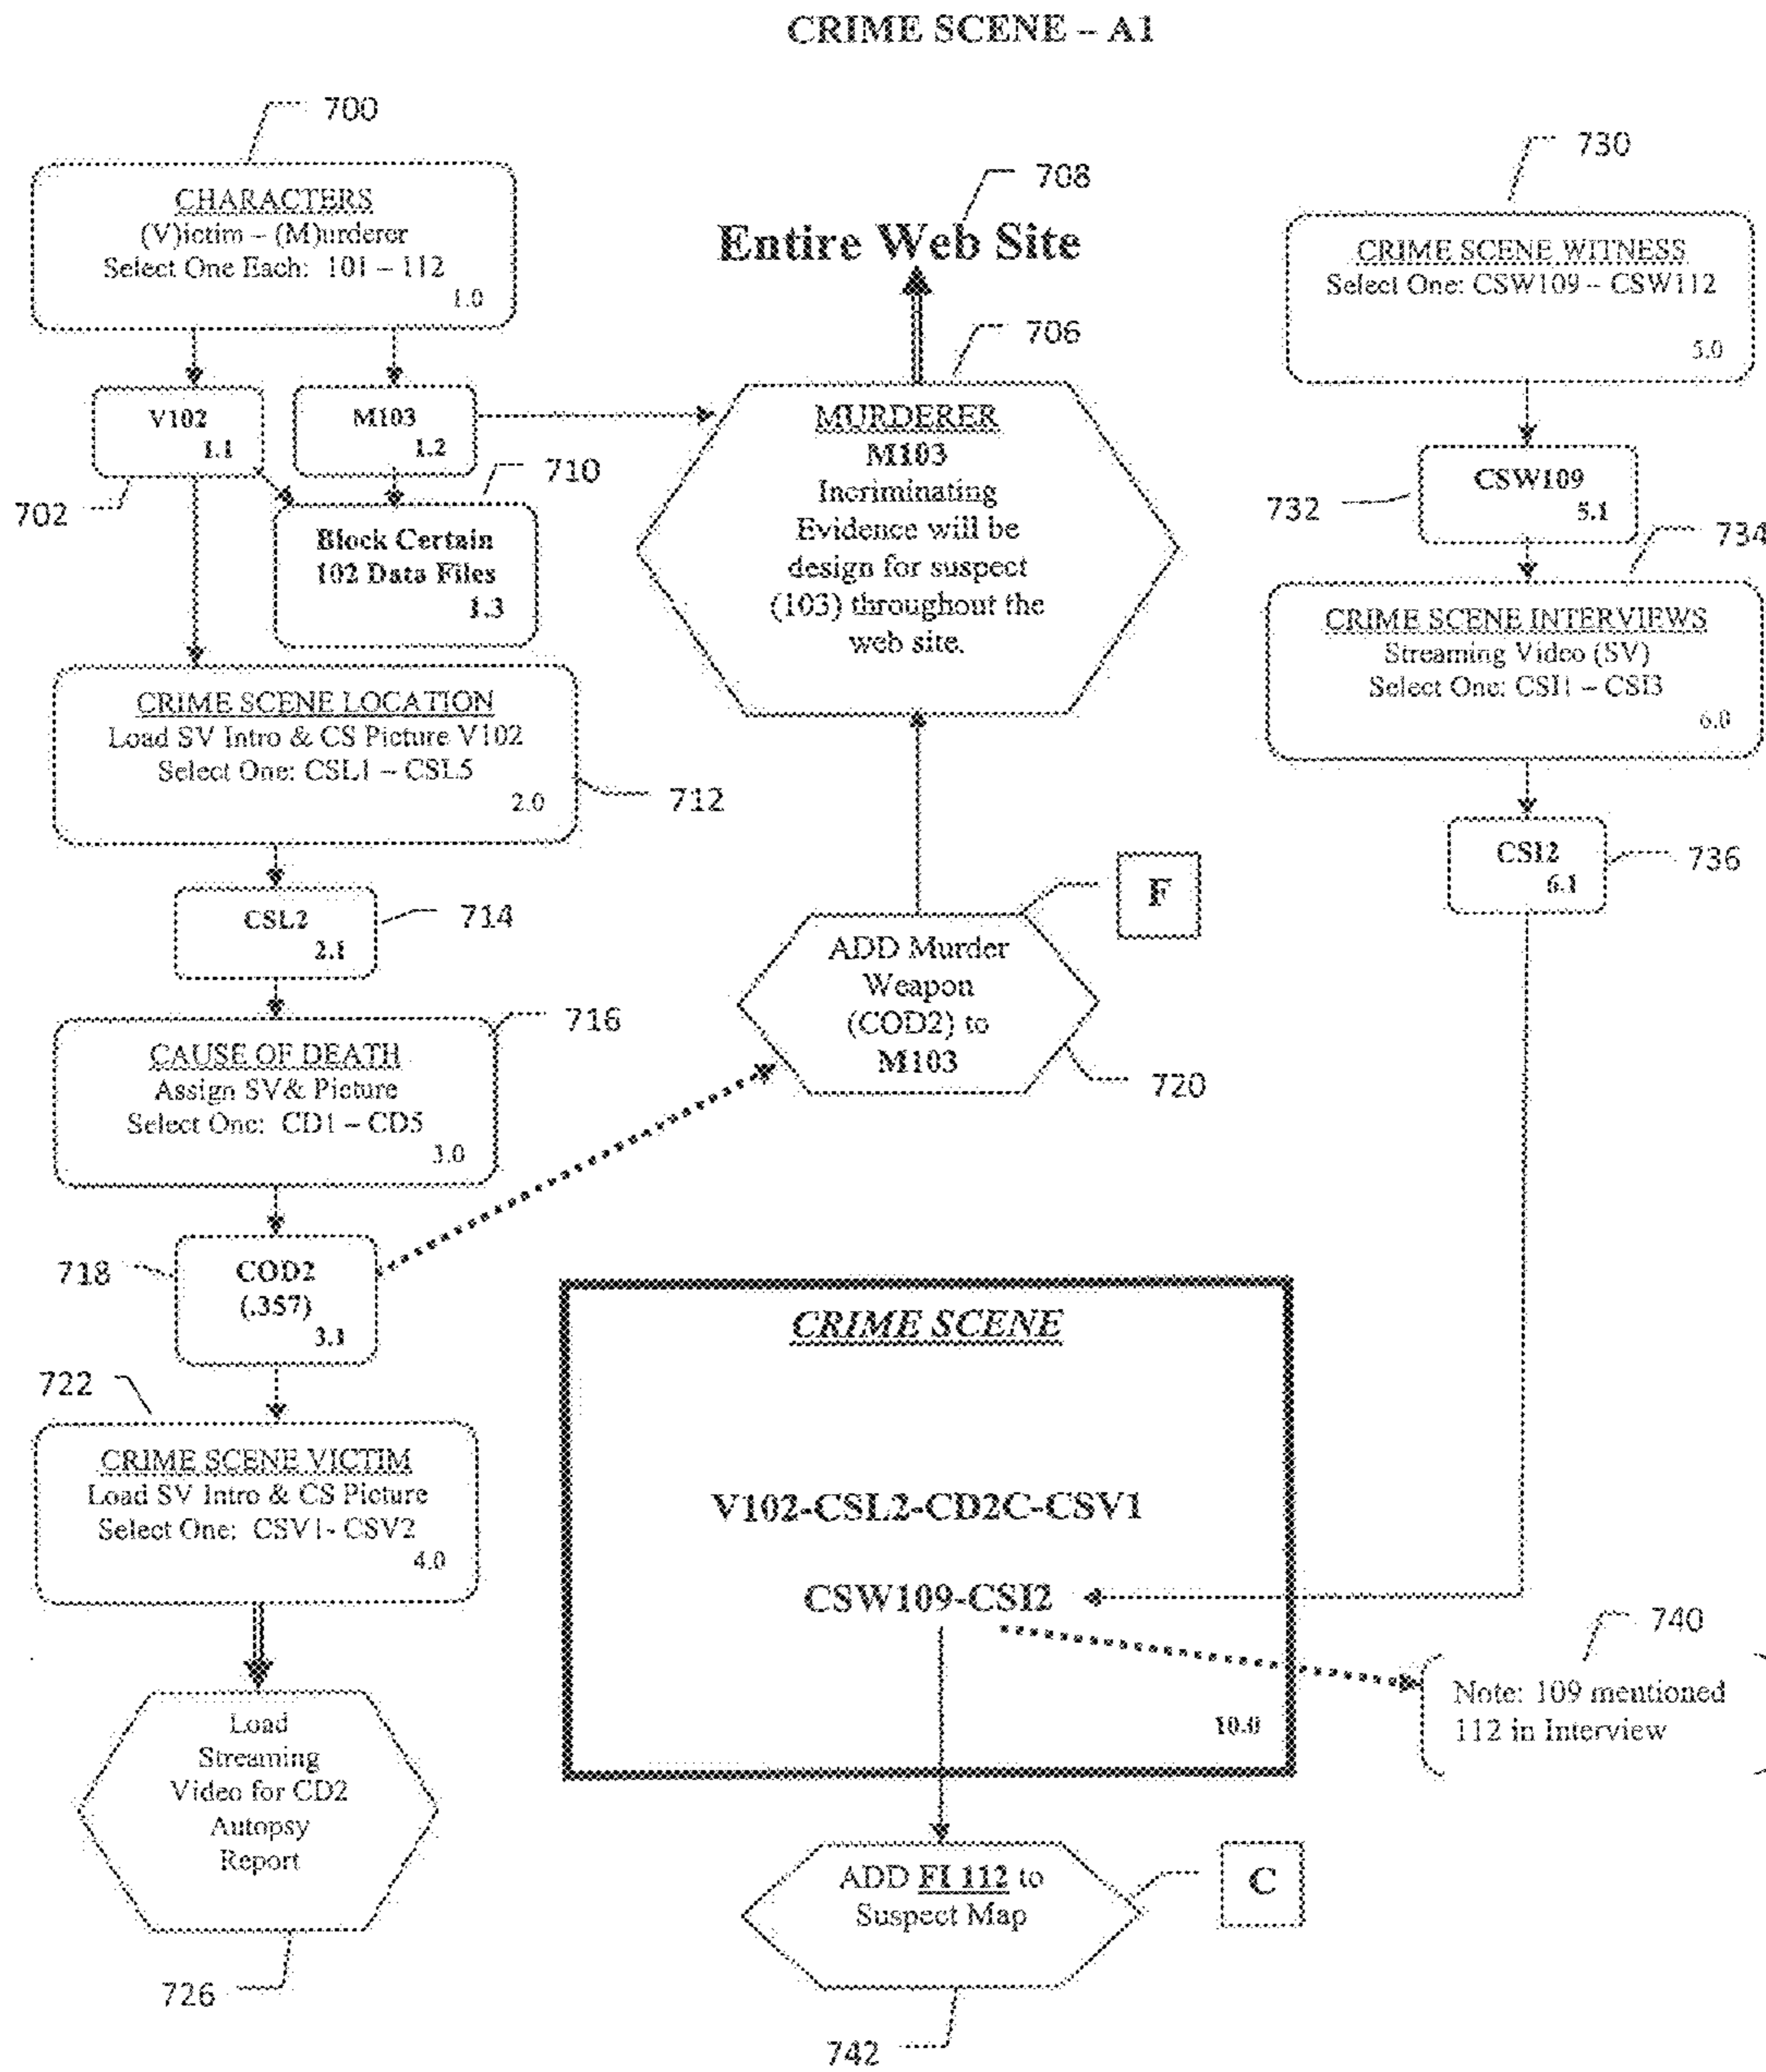 CRIME SCENE – A1
700
CHARACTERS
(V)ictim – (M)urderer
Select One Each: 101 – 112
1.0
V102
1.1
702
M103
1.2
710
Block Certain
102 Data Files
1.3
CRIME SCENE LOCATION
Load SV Intro & CS Picture V102
Select One: CSL1 – CSL5
2.0
712
CSL2
2.1
714
716
CAUSE OF DEATH
Assign SV& Picture
Select One: CD1 – CD5
3.0
718
COD2
(.357)
3.1
722
CRIME SCENE VICTIM
Load SV Intro & CS Picture
Select One: CSV1- CSV2
4.0
Load
Streaming
Video for CD2
Autopsy
Report
726
708
Entire Web Site
706
MURDERER
M103
Incriminating
Evidence will be
design for suspect
(103) throughout the
web site.
F
ADD Murder
Weapon
(COD2) to
M103
720
730
CRIME SCENE WITNESS
Select One: CSW109 – CSW112
5.0
CSW109
5.1
732
734
CRIME SCENE INTERVIEWS
Streaming Video (SV)
Select One: CSI1 – CSI3
6.0
CSI2
6.1
736
CRIME SCENE
V102-CSL2-CD2C-CSV1
CSW109-CSI2
10.0
740
Note: 109 mentioned
112 in Interview
ADD FI 112 to
Suspect Map
C
742